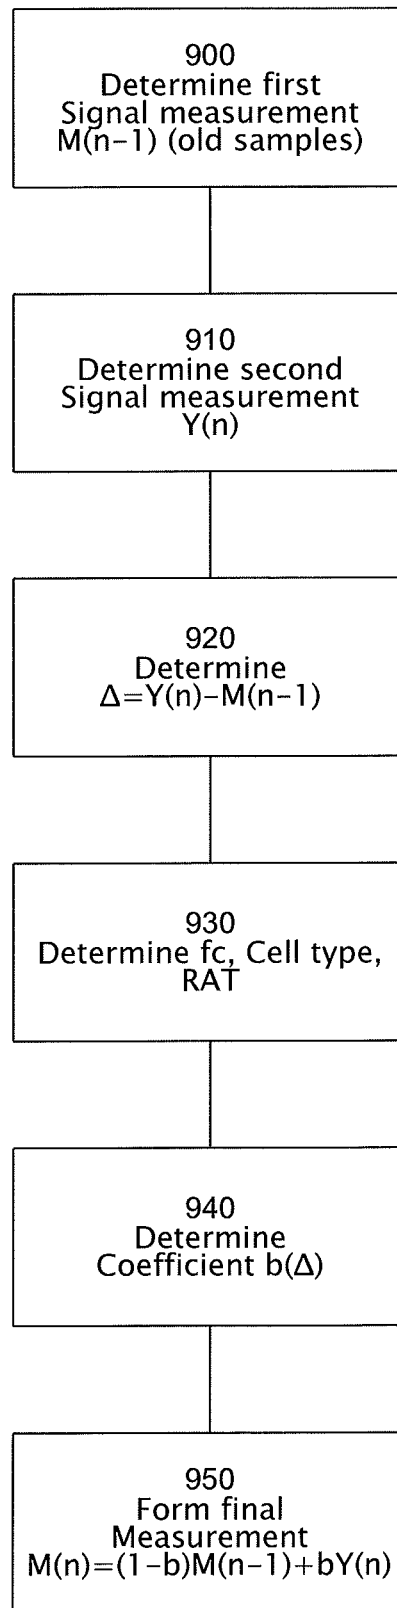 900
Determine first
Signal measurement
M(n-1) (old samples)
910
Determine second
Signal measurement
Y(n)
920
Determine
Δ=Y(n)-M(n-1)
930
Determine fc, Cell type,
RAT
940
Determine
Coefficient b(Δ)
950
Form final
Measurement
M(n)=(1-b)M(n-1)+bY(n)